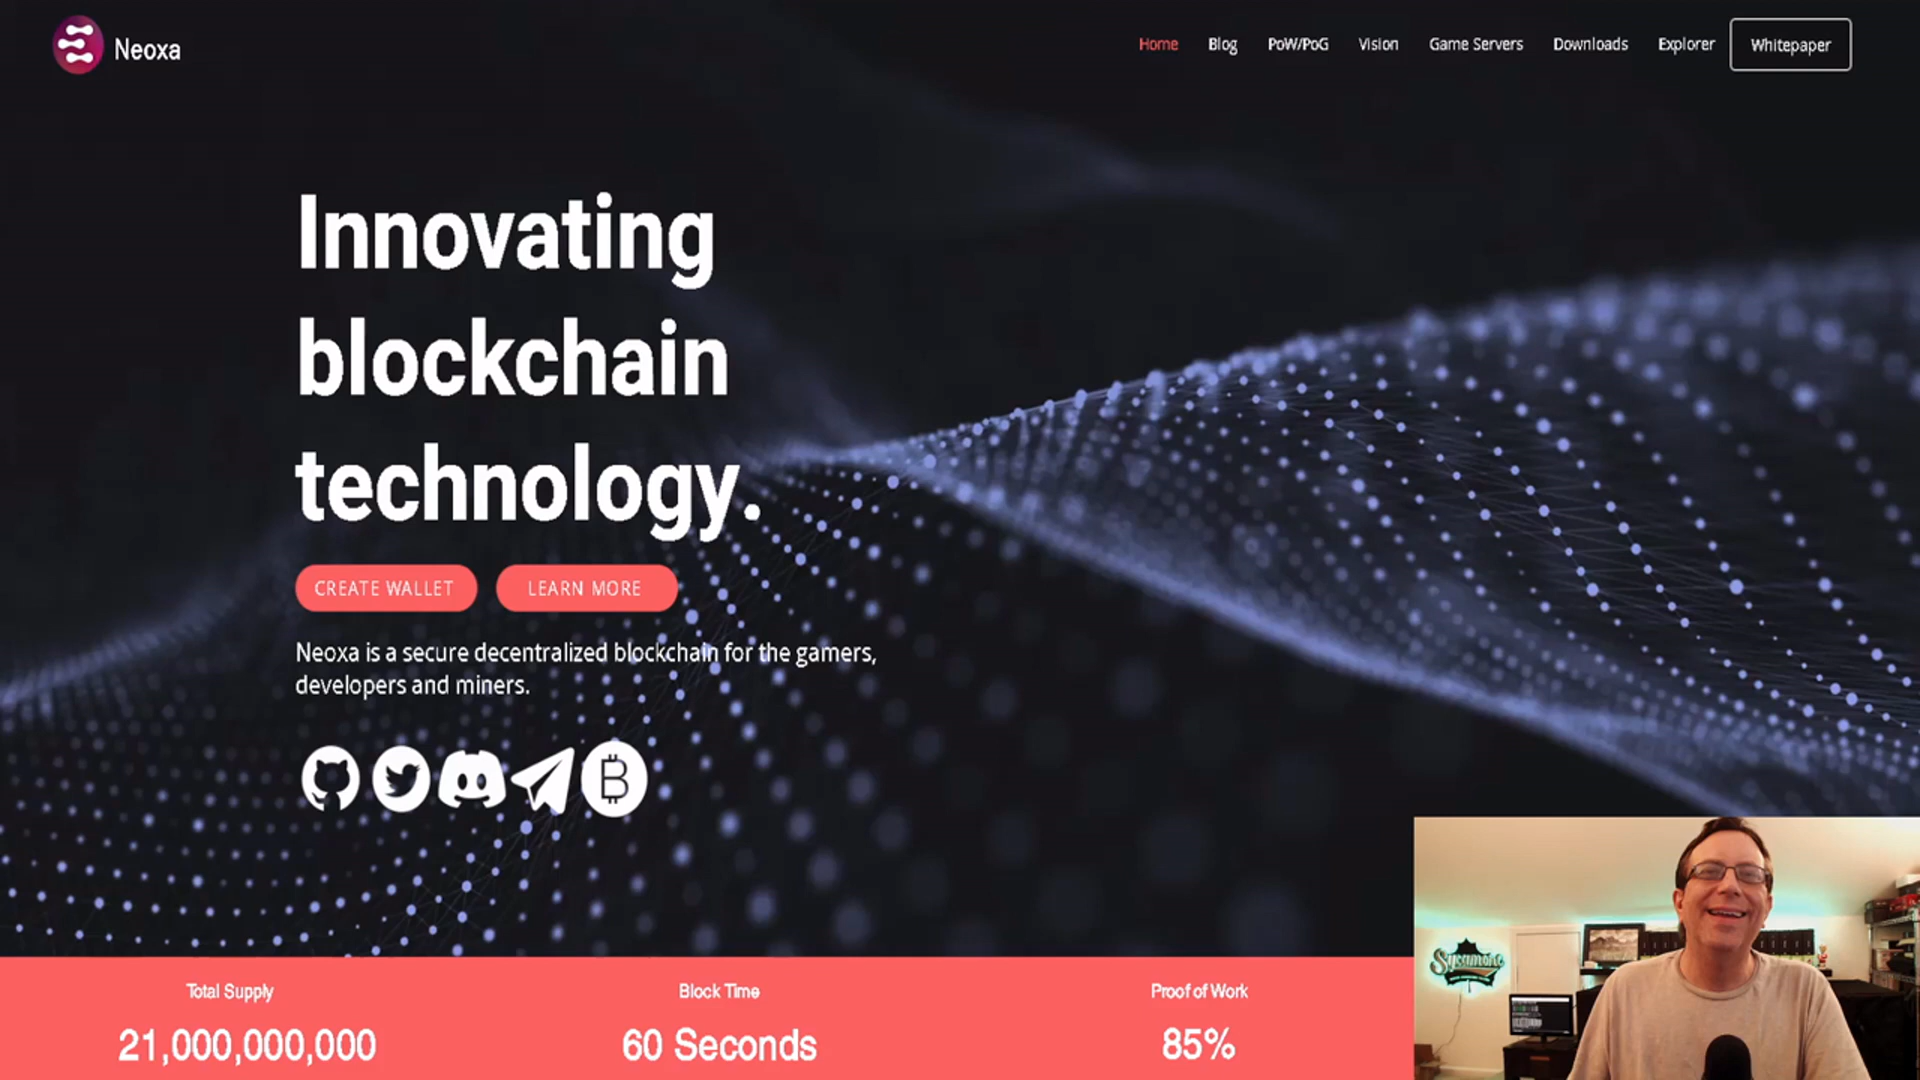 Neoxa
Home Blog PoW/PoG Vision Game Servers Downloads Explorer Whitepaper
Innovating
blockchain
technology.
CREATE WALLET LEARN MORE
Neoxa is a secure decentralized blockchain for the gamers,
developers and miners.
Sycamore
Total Supply Block Time Proof of Work
21,000,000,000 60 Seconds 85%